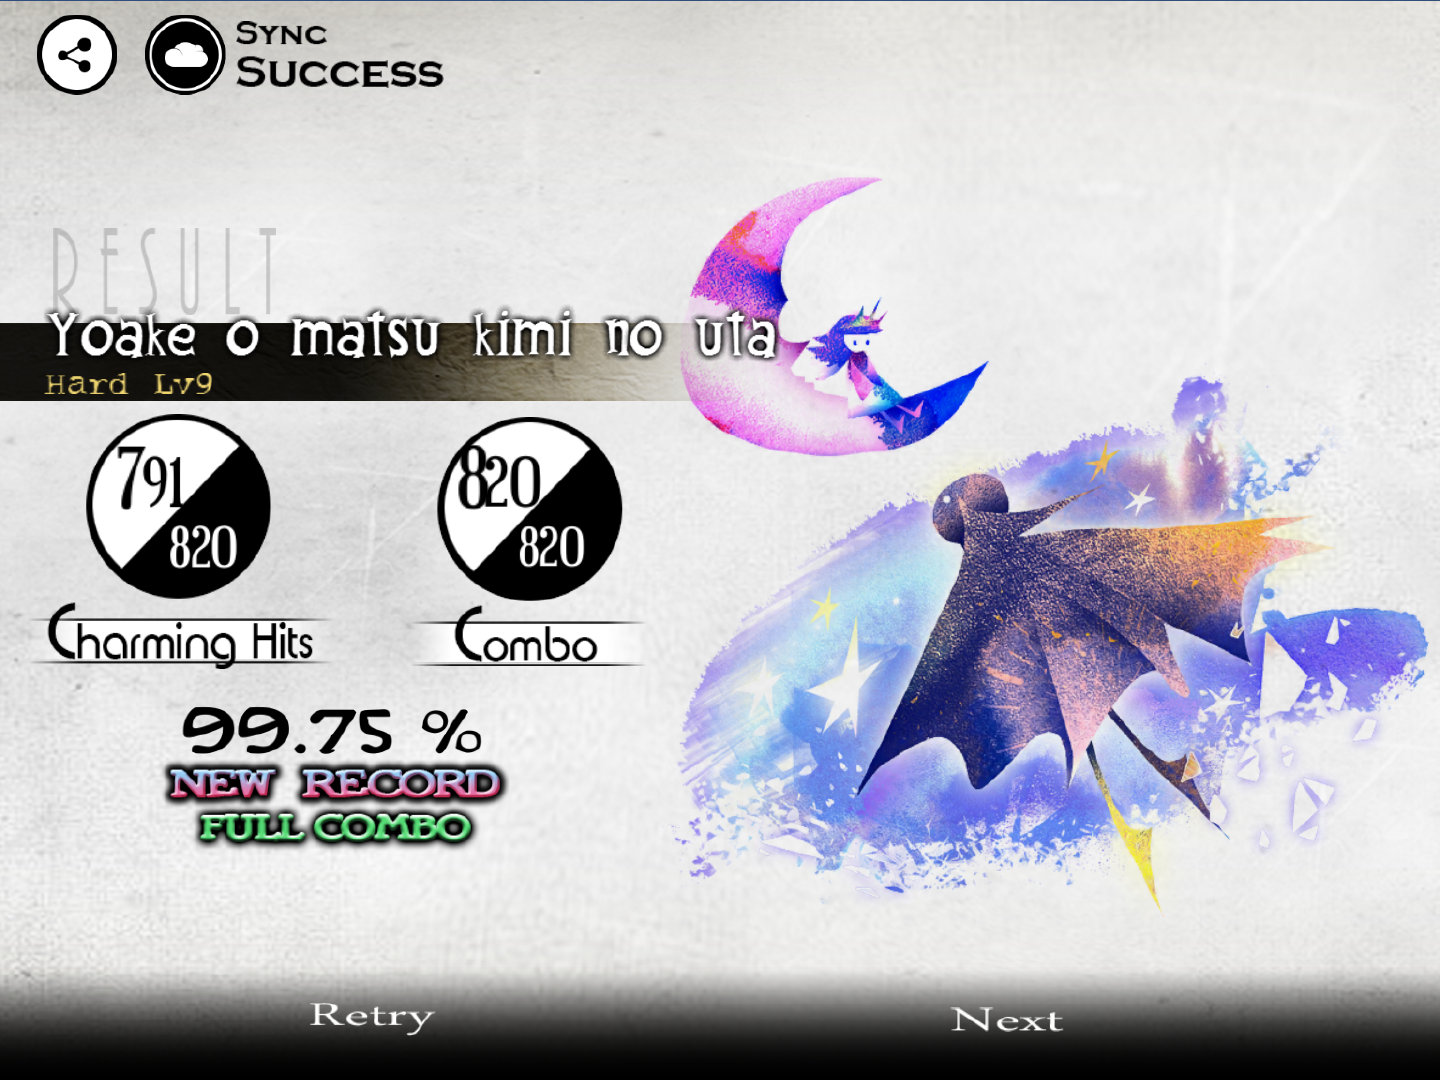 Sync
Success
RESULT
Yoake o matsu kimi no uta
Hard Lv9
791
820
820
820
Charming Hits
Combo
99.75 %
NEW RECORD
FULL COMBO
Retry
Next